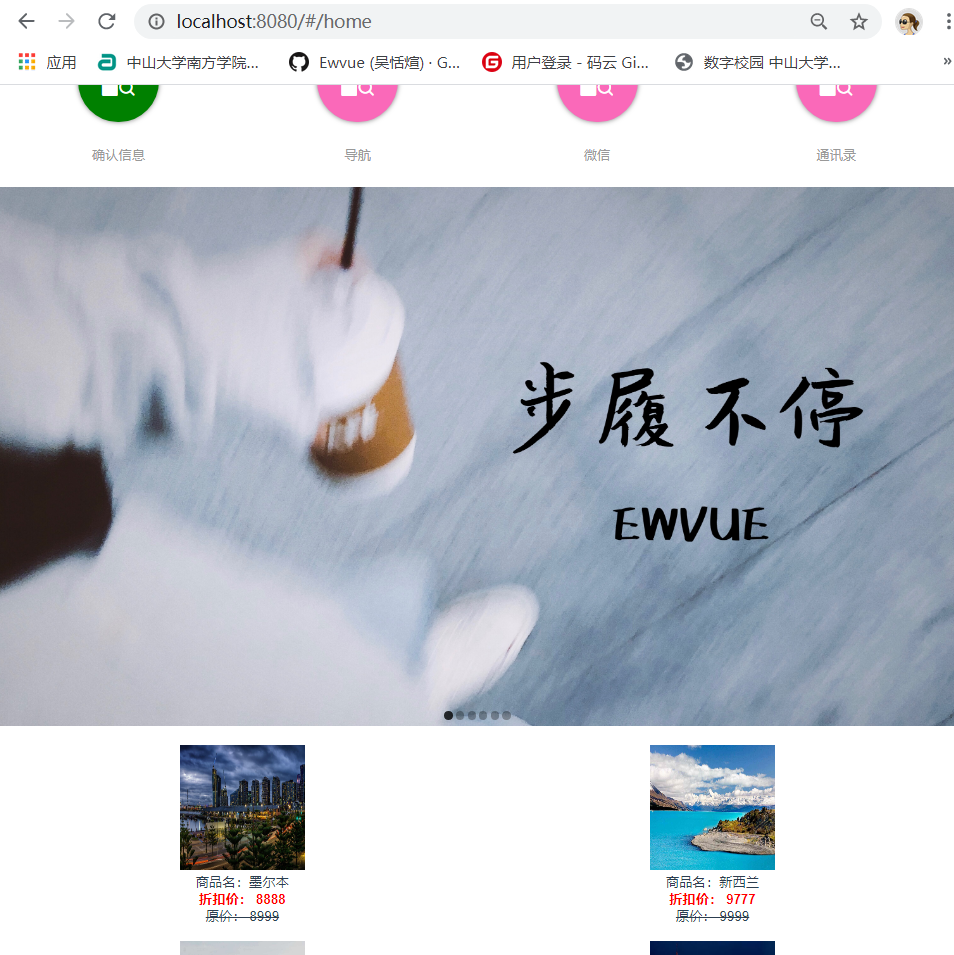 localhost:8080/#/home
应用 中山大学南方学院... Ewvue (吴恬煊) · G... 用户登录 - 码云 Gi... 数字校园 中山大学... »
确认信息 导航 微信 通讯录
步履不停
EWVUE
商品名：墨尔本
折扣价： 8888
原价： 8999
商品名：新西兰
折扣价： 9777
原价： 9999